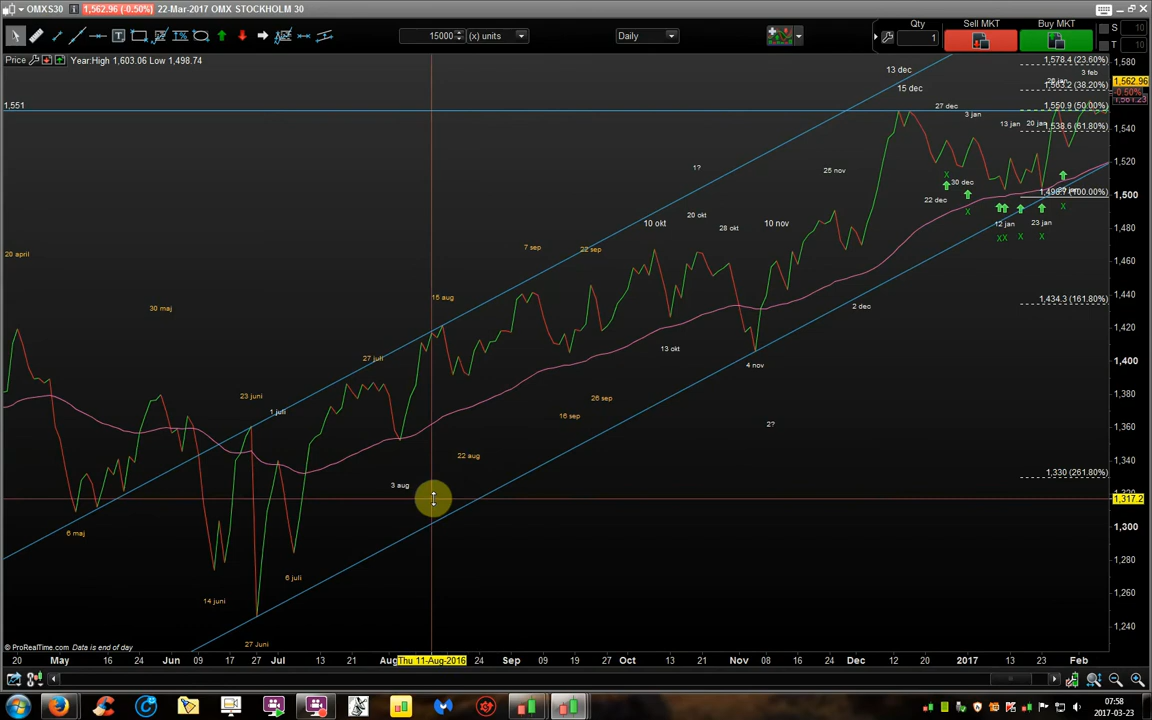 OMXS30 1,562.96 (-0.50%) 22-Mar-2017 OMX STOCKHOLM 30
15000 (x) units
Daily
Qty
1
Sell MKT
Buy MKT
S 10
T 10
Price Year:High 1,603.06 Low 1,498.74
1,551
13 dec
15 dec
27 dec
3 jan
13 jan
20 jan
3 feb
1,578.4 (23.60%)
1,563.2 (38.20%)
1,550.9 (50.00%)
1,538.6 (61.80%)
(100.00%)
1,434.3 (161.80%)
1,330 (261.80%)
1,580
1,562.96
-0.50%
1,561.23
1,540
1,520
1,500
1,480
1,460
1,440
1,420
1,400
1,380
1,360
1,340
1,317.2
1,300
1,280
1,260
1,240
1?
25 nov
30 dec
22 dec
12 jan
23 jan
X
X
XX
X
X
X
20 okt
10 okt
28 okt
10 nov
7 sep
22 sep
20 april
30 maj
15 aug
27 juli
23 juni
1 juli
2 dec
13 okt
4 nov
26 sep
16 sep
2?
22 aug
3 aug
6 maj
6 juli
14 juni
27 Juni
© ProRealTime.com Data is end of day
20 May 16 24 Jun 09 17 27 Jul 13 21 Aug Thu 11-Aug-2016 24 Sep 09 19 27 Oct 13 21 Nov 08 16 24 Dec 12 20 2017 13 23 Feb
07:58
2017-03-23